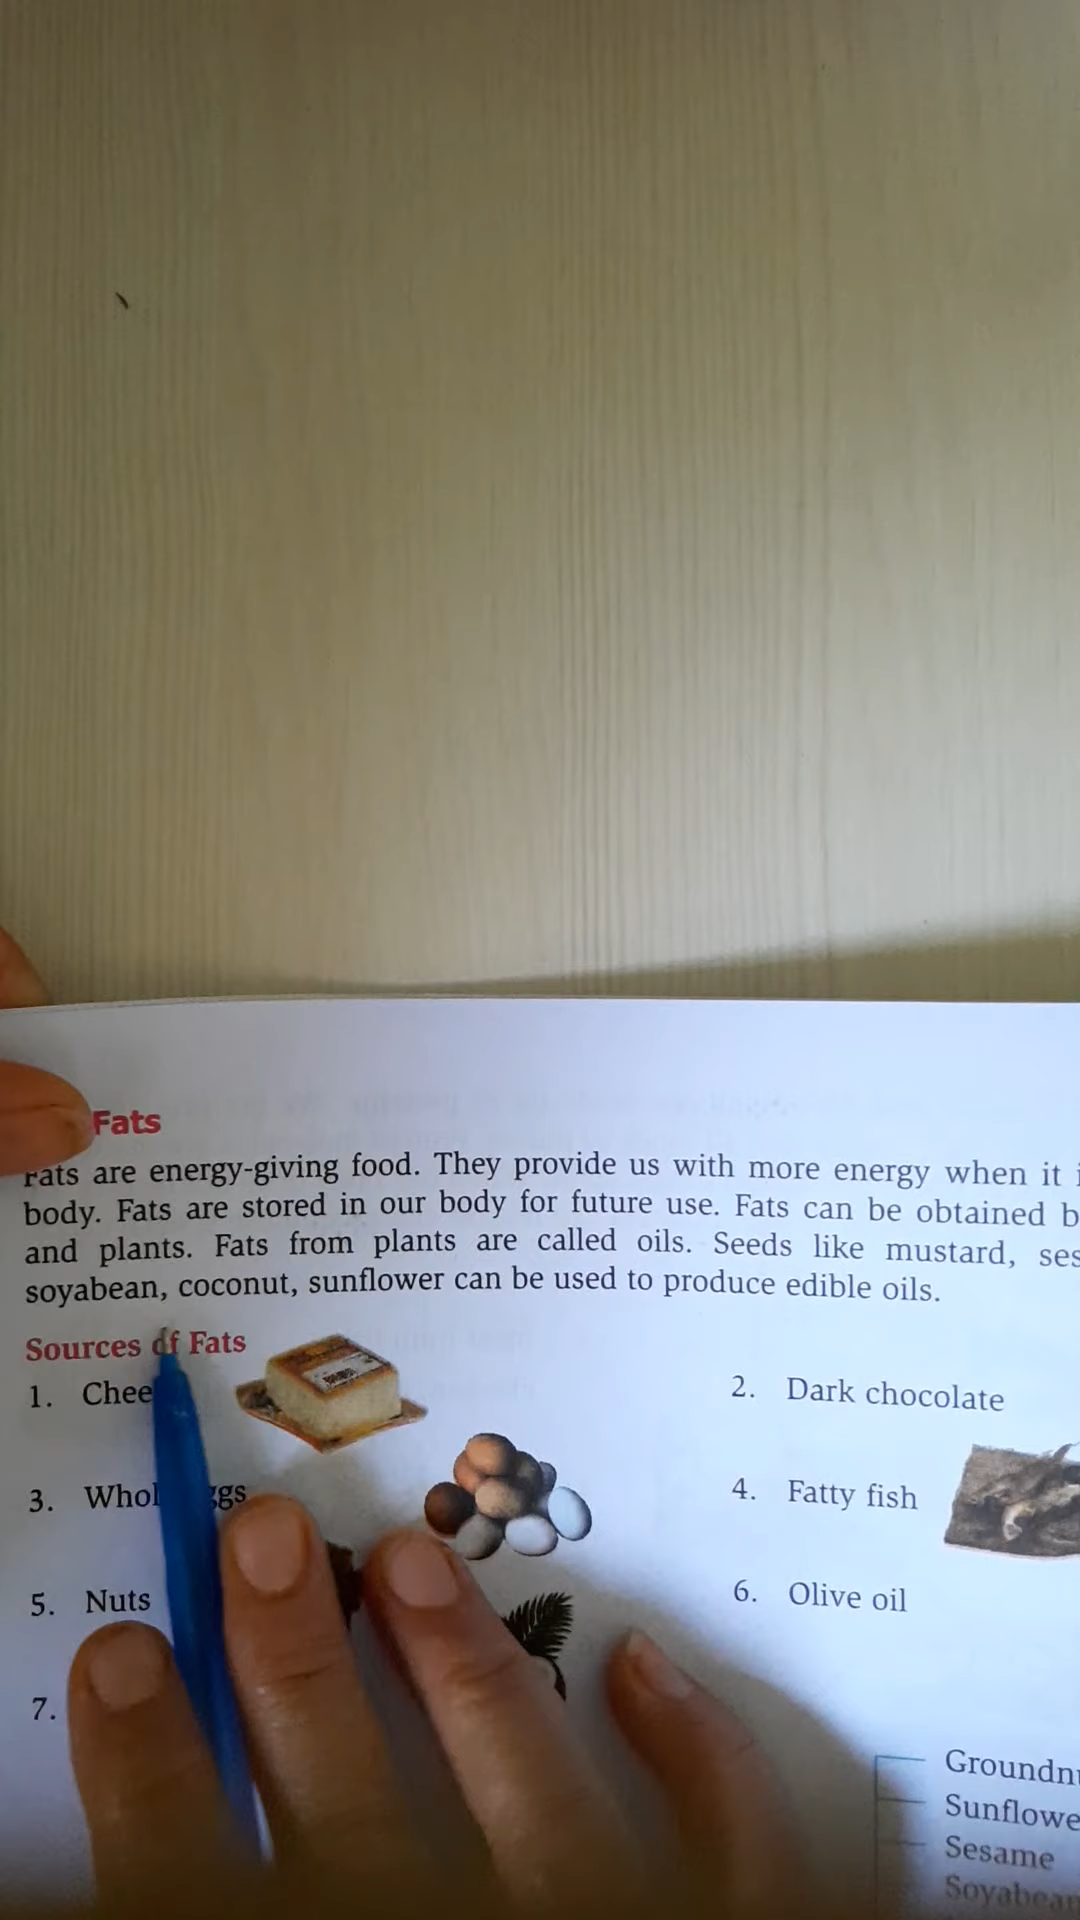 Fats
Fats are energy-giving food. They provide us with more energy when it
body. Fats are stored in our body for future use. Fats can be obtained
and plants. Fats from plants are called oils. Seeds like mustard,
soyabean, coconut, sunflower can be used to produce edible oils.
Sources of Fats
1. Chee
2. Dark chocolate
3. Whol ggs
4. Fatty fish
5. Nuts
6. Olive oil
7.
Groundn
Sunflowe
Sesame
Soyabean